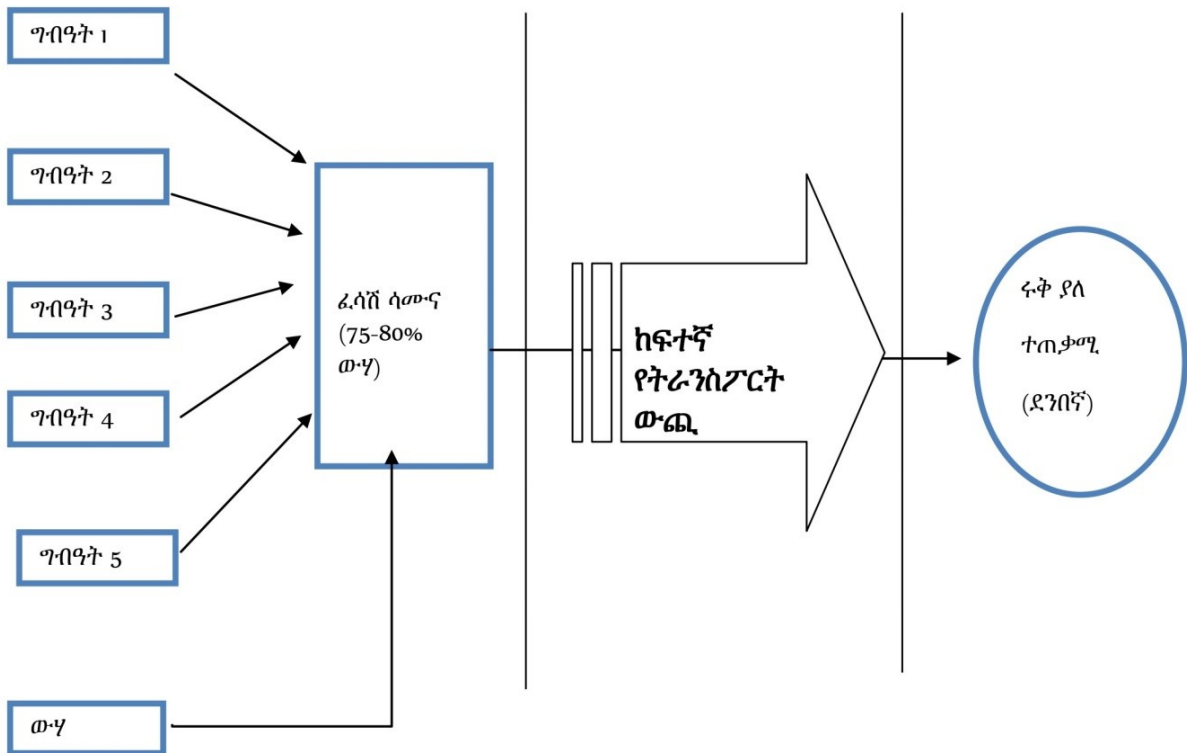 ግብዓት 1
ግብዓት 2
ግብዓት 3
ግብዓት 4
ግብዓት 5
ውሃ
ፈሳሽ ሳሙና
(75-80%
ውሃ)
ከፍተኛ
የትራንስፖርት
ውጪ
ሩቅ ያለ
ተጠቃሚ
(ደንበኛ)